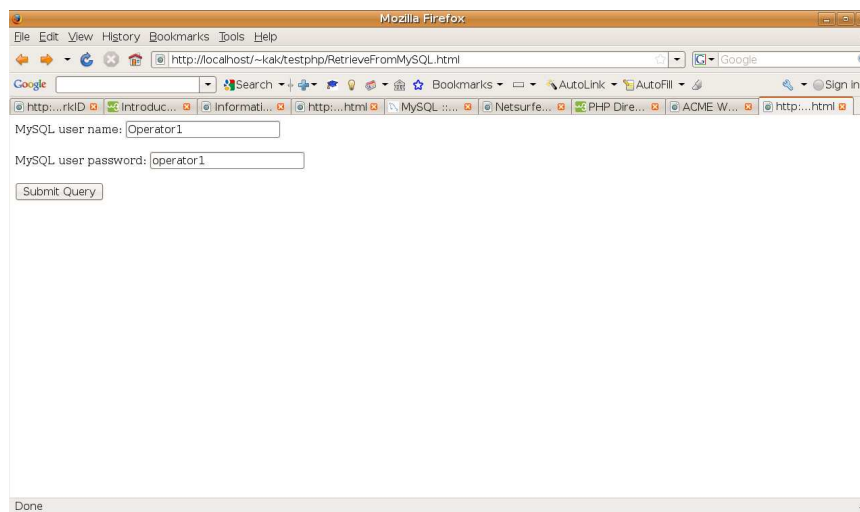 Mozilla Firefox
File Edit View History Bookmarks Tools Help
http://localhost/~kak/testphp/RetrieveFromMySQL.html
Google
Google
Search
Bookmarks
AutoLink
AutoFill
Sign in
http:...rkID
Introduc...
Informati...
http:...html
MySQL ::...
Netsurfe...
PHP Dire...
ACME W...
http:...html
MySQL user name: Operator1
MySQL user password: operator1
Submit Query
Done